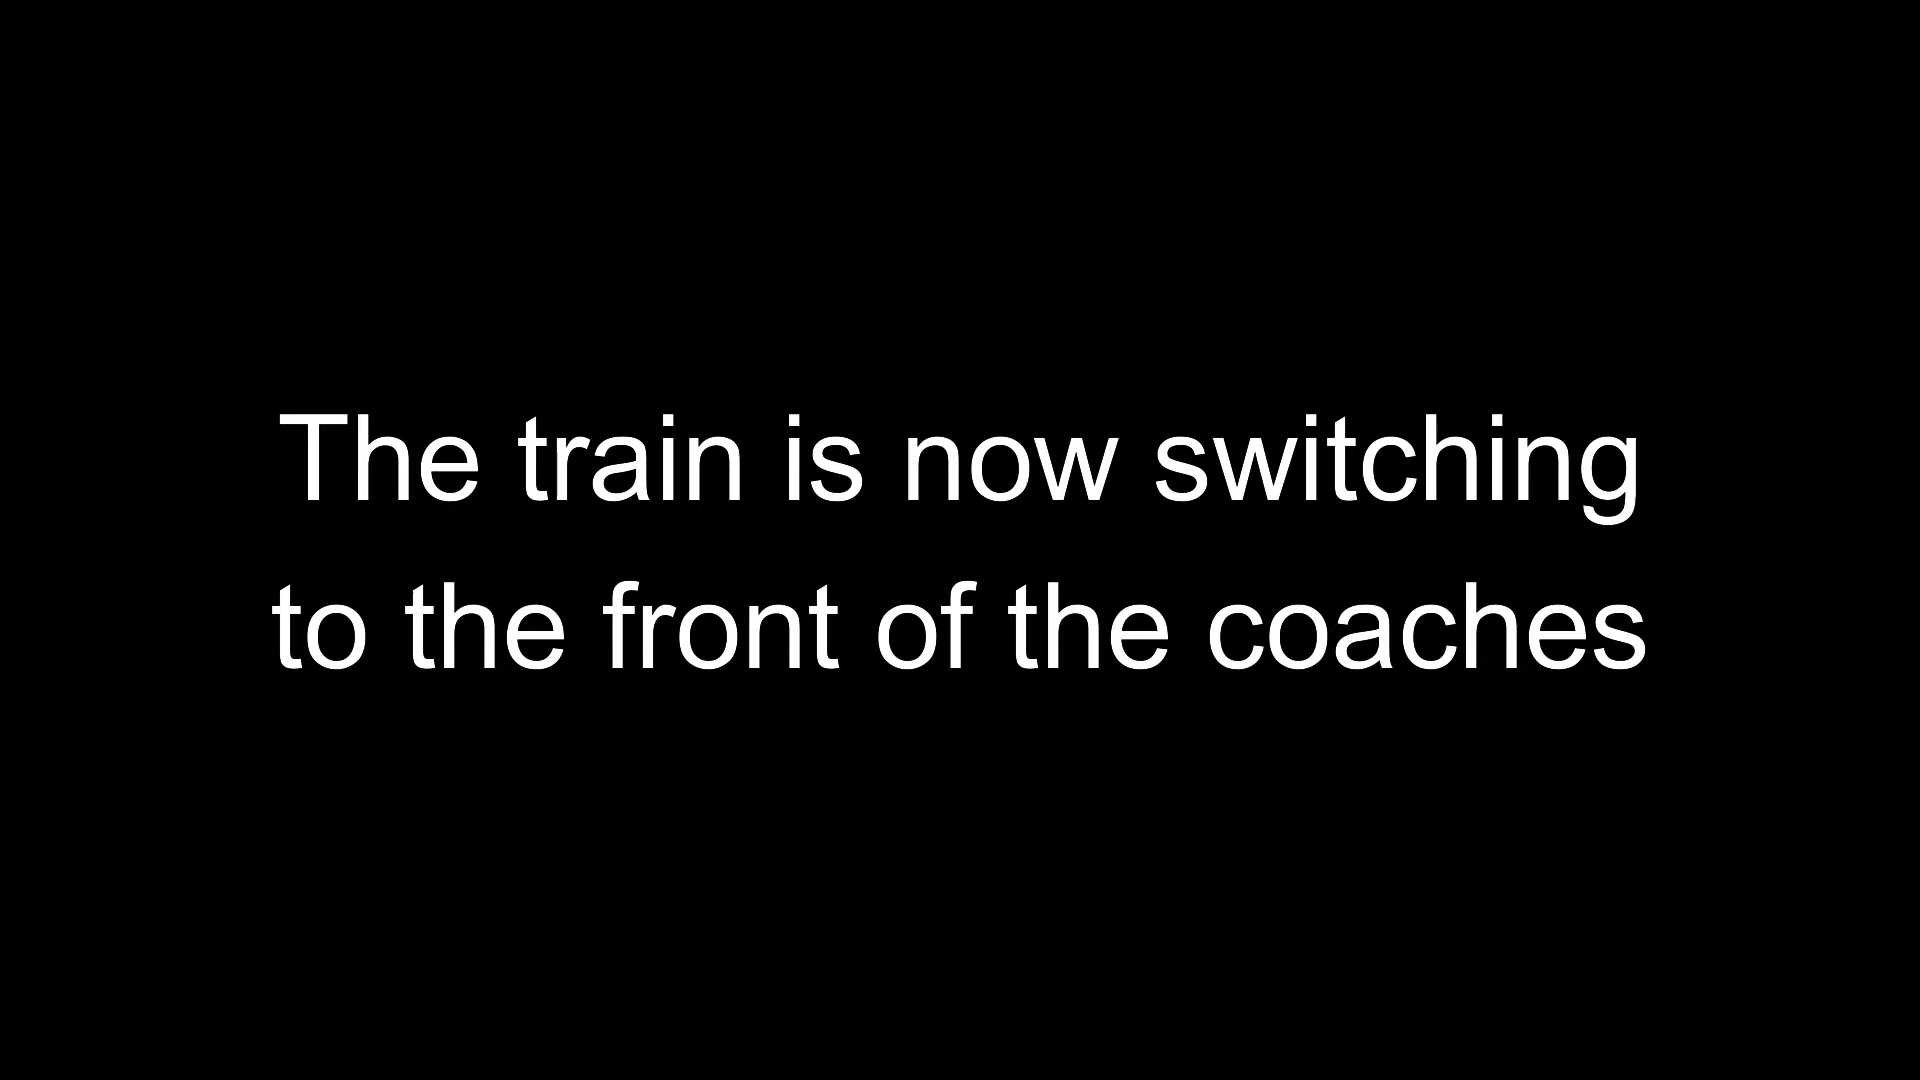 The train is now switching
to the front of the coaches